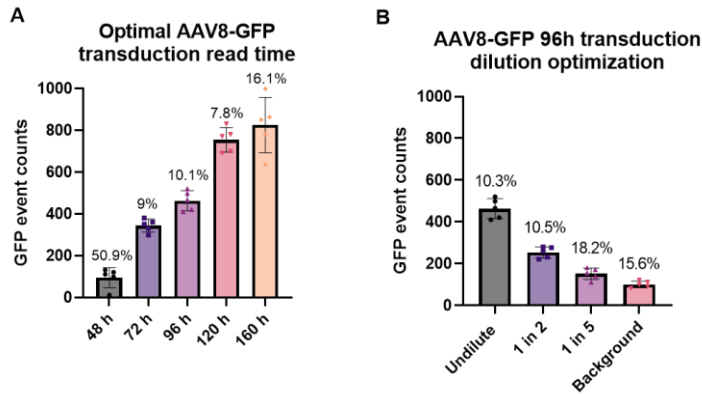 A
Optimal AAV8-GFP
transduction read time
GFP event counts
1000
800
600
400
200
0
50.9%
9%
10.1%
7.8%
16.1%
48 h
72 h
96 h
120 h
160 h
B
AAV8-GFP 96h transduction
dilution optimization
GFP event counts
1000
800
600
400
200
0
10.3%
10.5%
18.2%
15.6%
Undilute
1 in 2
1 in 5
Background